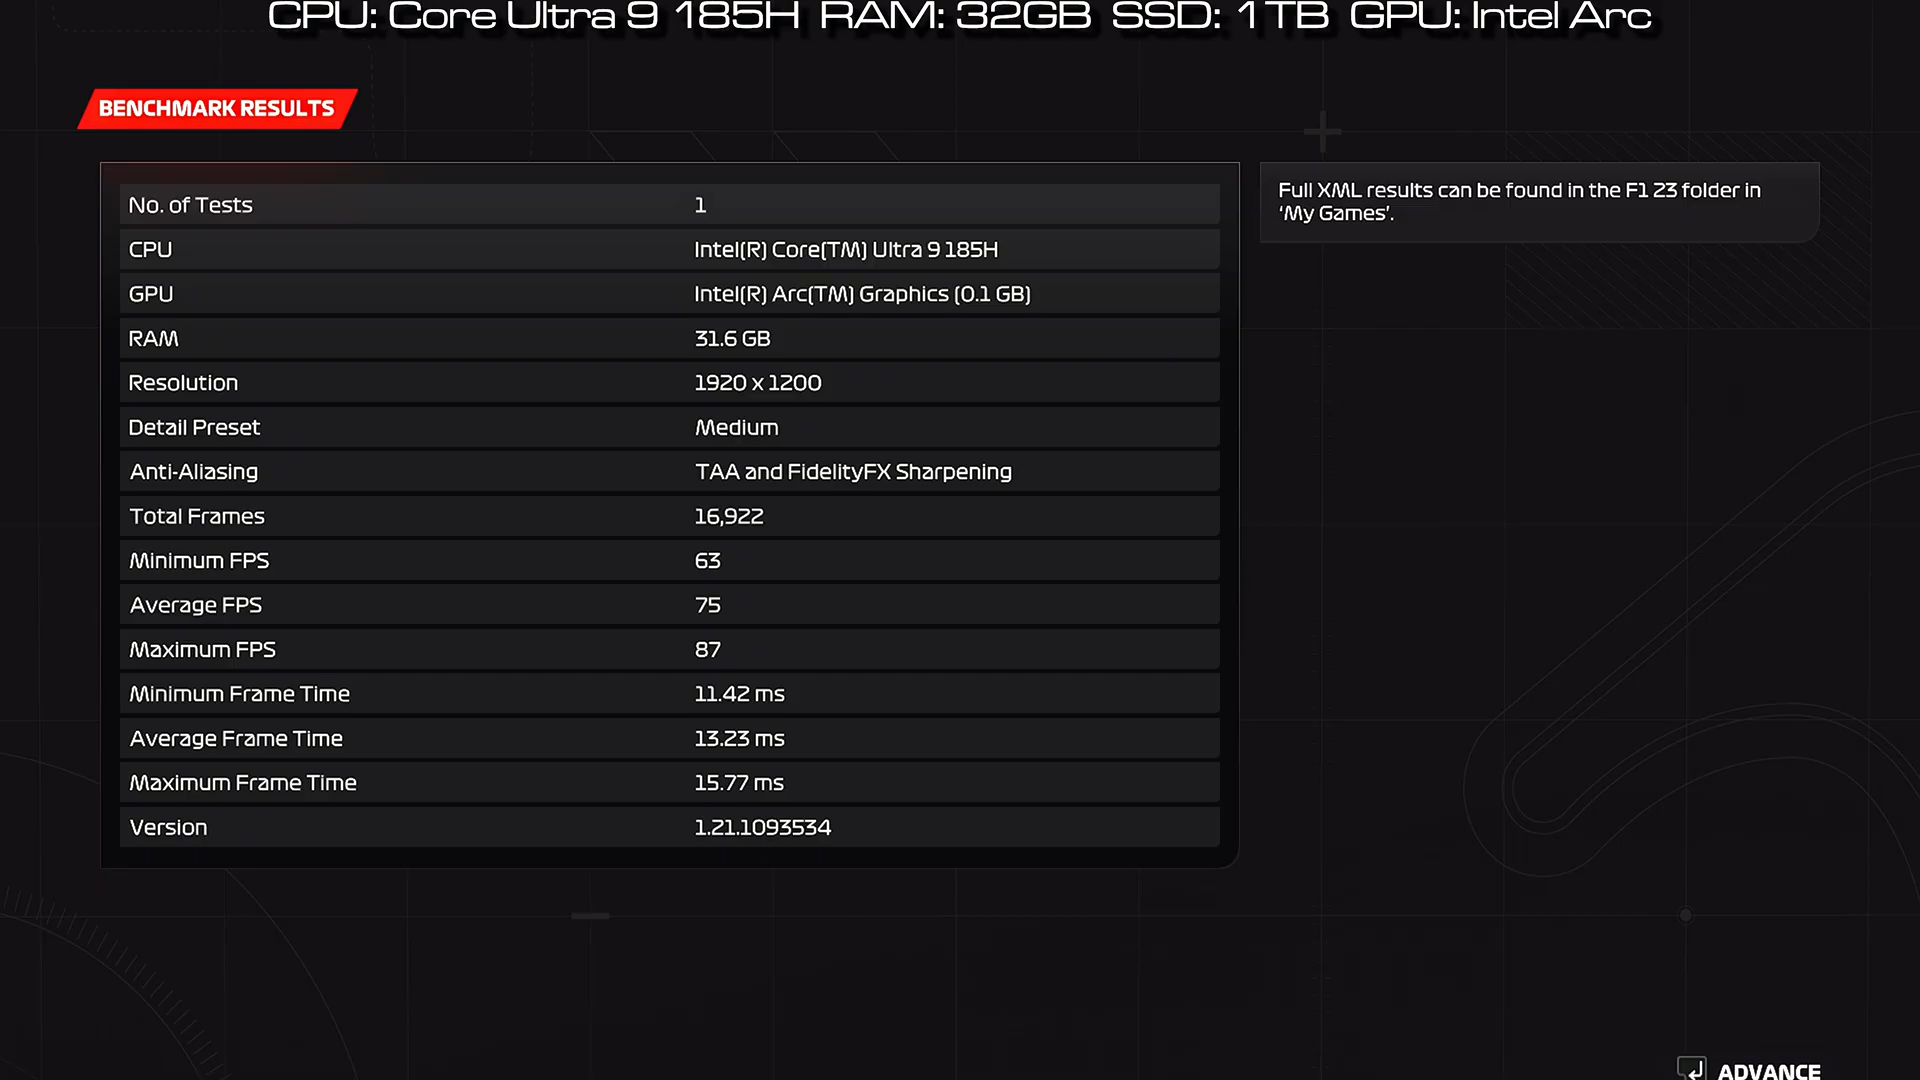 CPU: Core Ultra 9 185H RAM: 32GB SSD: 1TB GPU: Intel Arc
BENCHMARK RESULTS
No. of Tests 1
CPU Intel(R) Core(TM) Ultra 9 185H
GPU Intel(R) Arc(TM) Graphics (0.1 GB)
RAM 31.6 GB
Resolution 1920 x 1200
Detail Preset Medium
Anti-Aliasing TAA and FidelityFX Sharpening
Total Frames 16,922
Minimum FPS 63
Average FPS 75
Maximum FPS 87
Minimum Frame Time 11.42 ms
Average Frame Time 13.23 ms
Maximum Frame Time 15.77 ms
Version 1.21.1093534
Full XML results can be found in the F1 23 folder in
‘My Games’.
ADVANCE